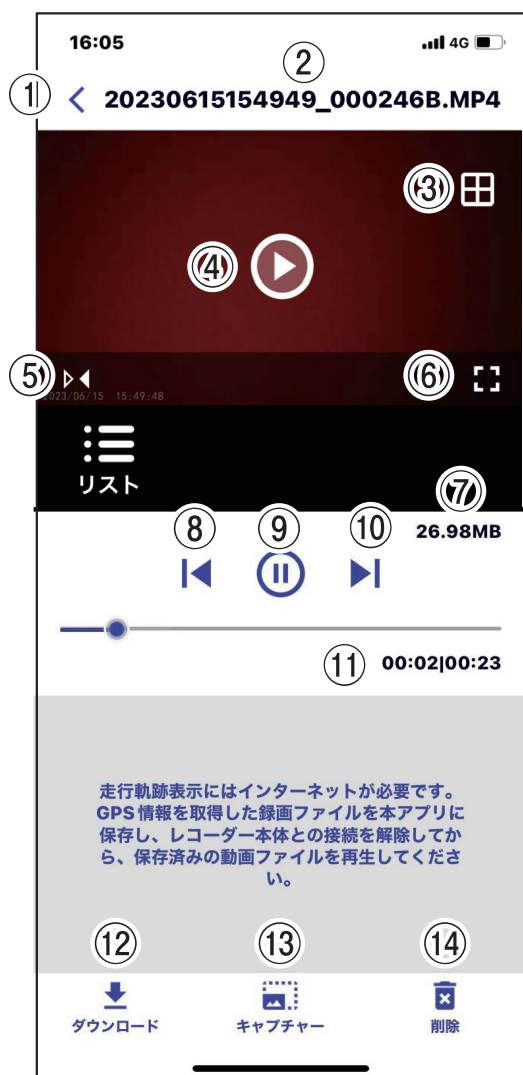 16:05
4G
②
① 20230615154949_000246B.MP4
③
④
⑤
⑥
2023/06/15 15:49:48
リスト
⑦
26.98MB
⑧ ⑨ ⑩
⑪ 00:02|00:23
走行軌跡表示にはインターネットが必要です。
GPS情報を取得した録画ファイルを本アプリに
保存し、レコーダー本体との接続を解除してか
ら、保存済みの動画ファイルを再生してくださ
い。
⑫ ⑬ ⑭
ダウンロード キャプチャー 削除